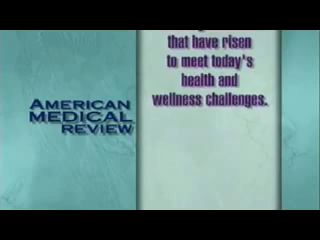 AMERICAN
MEDICAL
REVIEW
that have risen
to meet today's
health and
wellness challenges.